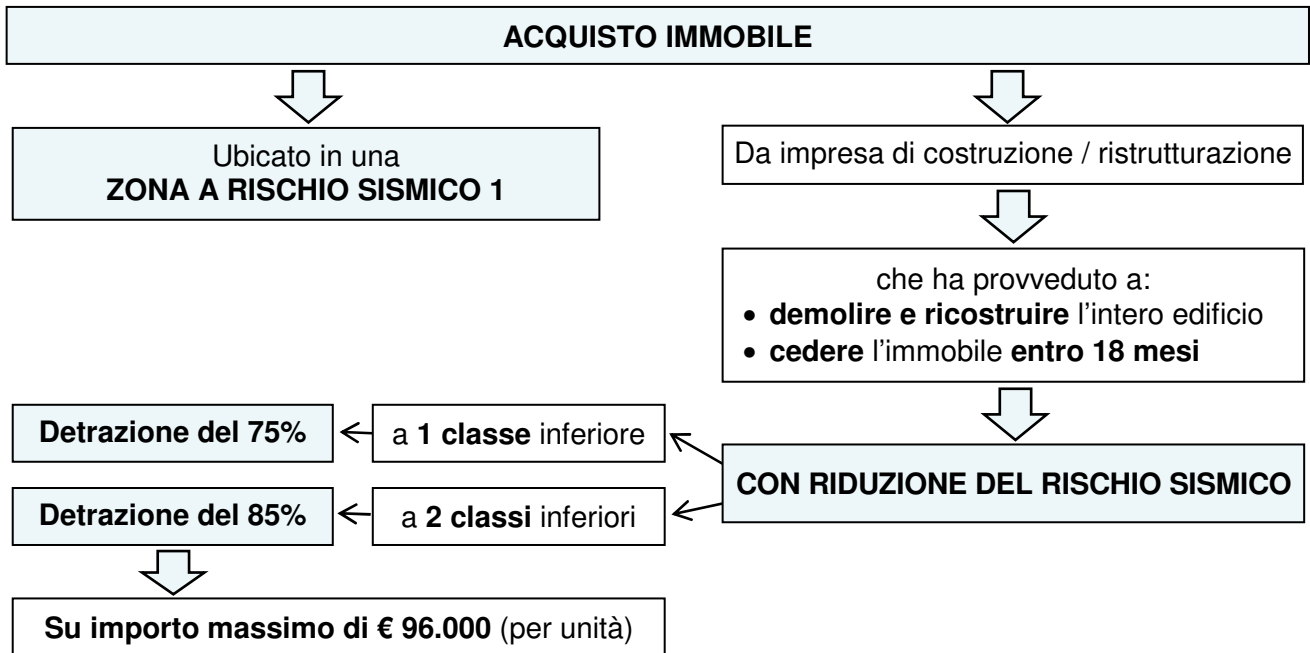 ACQUISTO IMMOBILE
Ubicato in una
ZONA A RISCHIO SISMICO 1
Da impresa di costruzione / ristrutturazione
che ha provveduto a:
• demolire e ricostruire l'intero edificio
• cedere l'immobile entro 18 mesi
CON RIDUZIONE DEL RISCHIO SISMICO
a 1 classe inferiore
Detrazione del 75%
a 2 classi inferiori
Detrazione del 85%
Su importo massimo di € 96.000 (per unità)